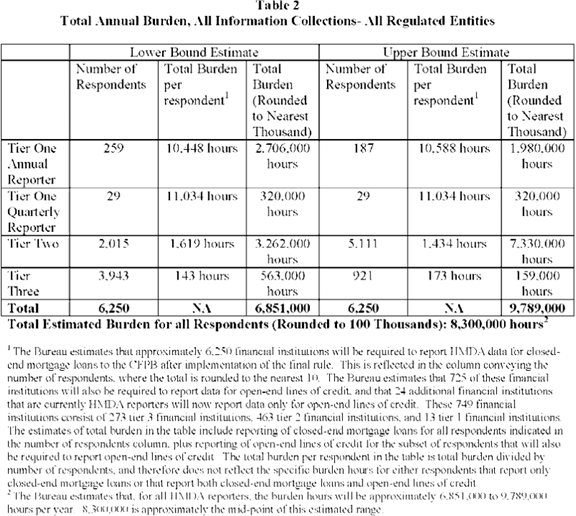 Table 2
Total Annual Burden, All Information Collections- All Regulated Entities
Lower Bound Estimate Upper Bound Estimate
Number of Respondents Total Burden per respondent1 Total Burden (Rounded to Nearest Thousand) Number of Respondents Total Burden per respondent1 Total Burden (Rounded to Nearest Thousand)
Tier One Annual Reporter 259 10,448 hours 2,706,000 hours 187 10,588 hours 1,980,000 hours
Tier One Quarterly Reporter 29 11,034 hours 320,000 hours 29 11,034 hours 320,000 hours
Tier Two 2,015 1,619 hours 3,262,000 hours 5,111 1,434 hours 7,330,000 hours
Tier Three 3,943 143 hours 563,000 hours 921 173 hours 159,000 hours
Total 6,250 NA 6,851,000 6,250 NA 9,789,000
Total Estimated Burden for all Respondents (Rounded to 100 Thousands): 8,300,000 hours2
1 The Bureau estimates that approximately 6,250 financial institutions will be required to report HMDA data for closed-
end mortgage loans to the CFPB after implementation of the final rule. This is reflected in the column conveying the
number of respondents, where the total is rounded to the nearest 10. The Bureau estimates that 725 of these financial
institutions will also be required to report data for open-end lines of credit, and that 24 additional financial institutions
that are currently HMDA reporters will now report data only for open-end lines of credit. These 749 financial
institutions consist of 273 tier 3 financial institutions, 463 tier 2 financial institutions, and 13 tier 1 financial institutions.
The estimates of total burden in the table include reporting of closed-end mortgage loans for all respondents indicated in
the number of respondents column, plus reporting of open-end lines of credit for the subset of respondents that will also
be required to report open-end lines of credit. The total burden per respondent in the table is total burden divided by
number of respondents, and therefore does not reflect the specific burden hours for either respondents that report only
closed-end mortgage loans or that report both closed-end mortgage loans and open-end lines of credit.
2 The Bureau estimates that, for all HMDA reporters, the burden hours will be approximately 6,851,000 to 9,789,000
hours per year. 8,300,000 is approximately the mid-point of this estimated range.